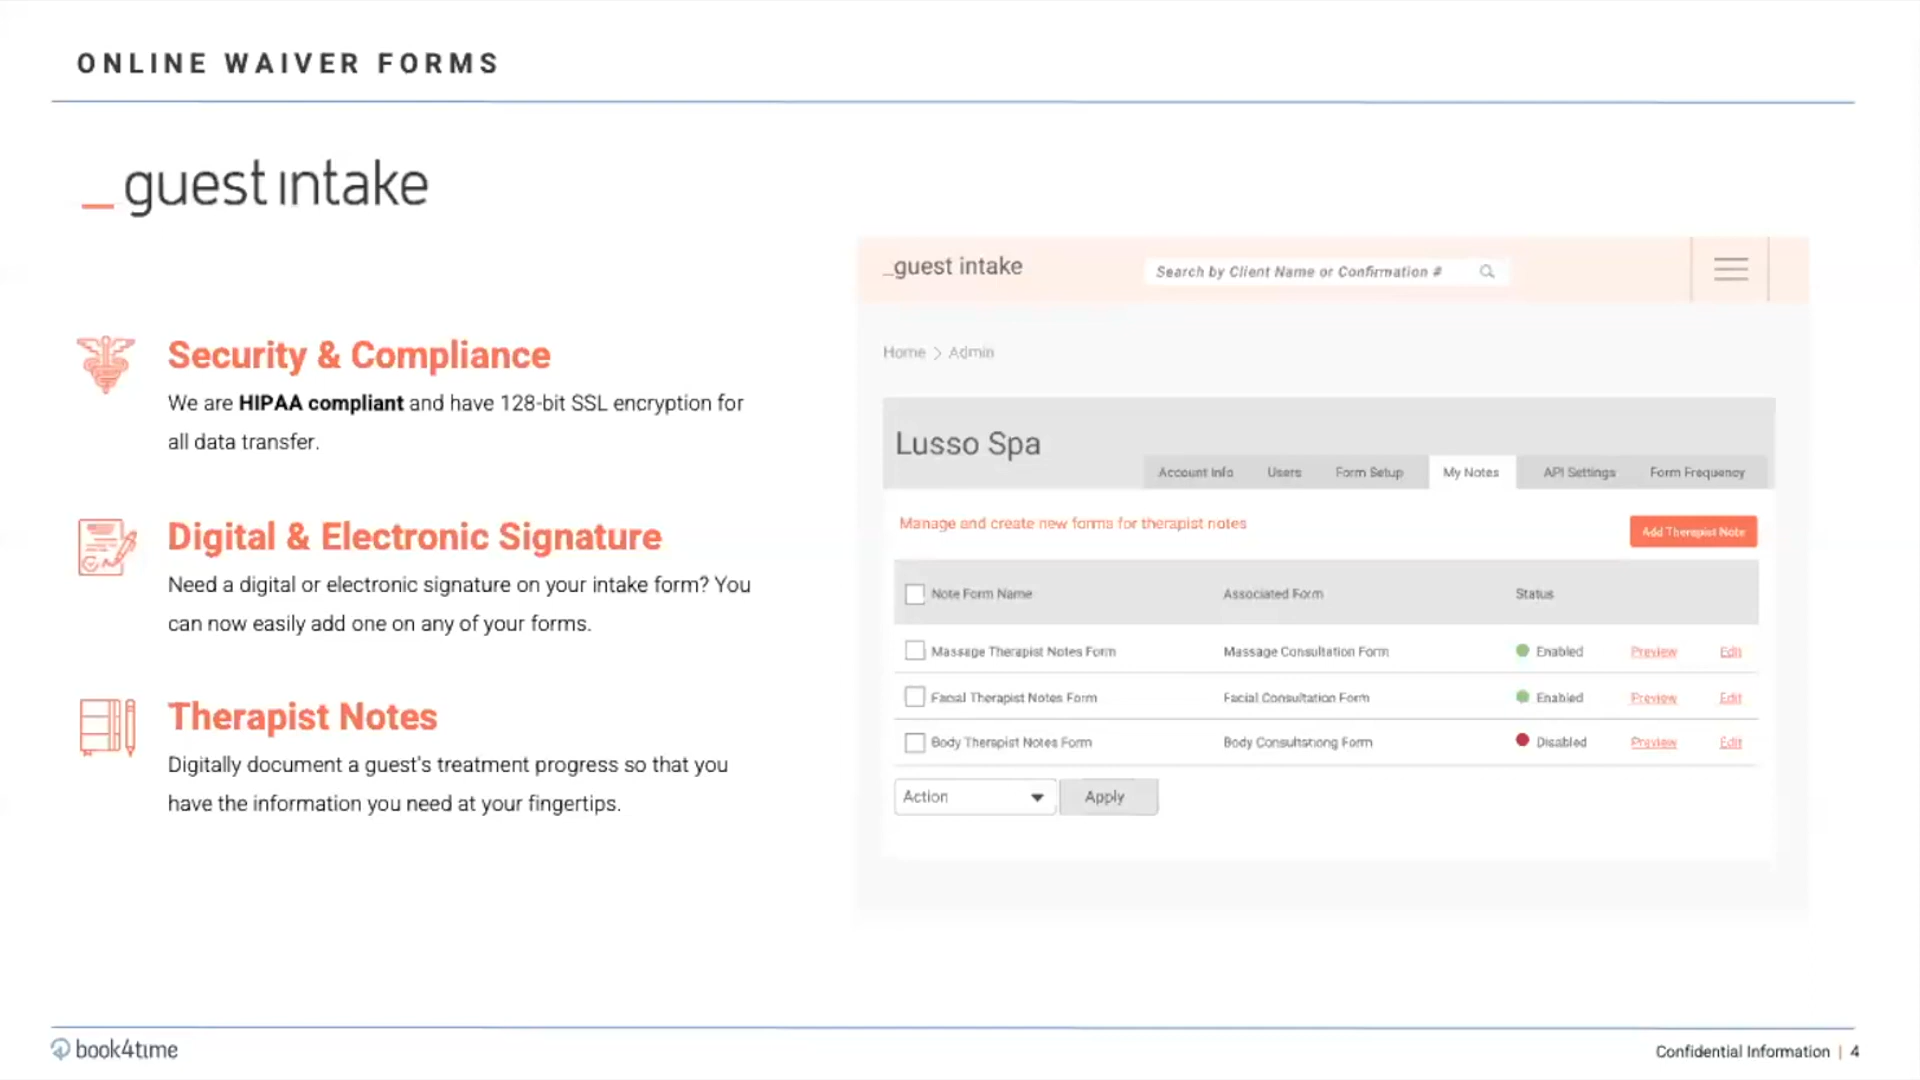 ONLINE WAIVER FORMS
_guest intake
Security & Compliance
We are HIPAA compliant and have 128-bit SSL encryption for
all data transfer.
Digital & Electronic Signature
Need a digital or electronic signature on your intake form? You
can now easily add one on any of your forms.
Therapist Notes
Digitally document a guest's treatment progress so that you
have the information you need at your fingertips.
_guest intake
Search by Client Name or Confirmation #
Home > Admin
Lusso Spa
Account Info Users Form Setup My Notes API Settings Form Frequency
Manage and create new forms for therapist notes
Add Therapist Note
Note Form Name Associated Form Status
Massage Therapist Notes Form Massage Consultation Form Enabled Preview Edit
Facial Therapist Notes Form Facial Consultation Form Enabled Preview Edit
Body Therapist Notes Form Body Consultationg Form Disabled Preview Edit
Action Apply
book4time
Confidential Information | 4